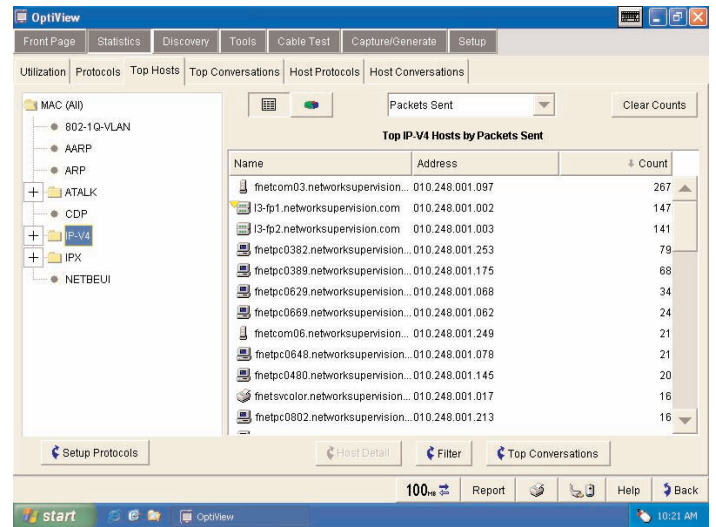 OptiView
Front Page Statistics Discovery Tools Cable Test Capture/Generate Setup
Utilization Protocols Top Hosts Top Conversations Host Protocols Host Conversations
MAC (All)
802-1Q-VLAN
AARP
ARP
ATALK
CDP
IP-V4
IPX
NETBEUI
Packets Sent
Clear Counts
Top IP-V4 Hosts by Packets Sent
Name Address Count
fnetcom03.networksupervision... 010.248.001.097 267
l3-fp1.networksupervision.com 010.248.001.002 147
l3-fp2.networksupervision.com 010.248.001.003 141
fnetpc0382.networksupervision... 010.248.001.253 79
fnetpc0389.networksupervision... 010.248.001.175 68
fnetpc0629.networksupervision... 010.248.001.068 34
fnetpc0669.networksupervision... 010.248.001.062 24
fnetcom06.networksupervision... 010.248.001.249 21
fnetpc0648.networksupervision... 010.248.001.078 21
fnetpc0480.networksupervision... 010.248.001.145 20
fnetsvcolor.networksupervision... 010.248.001.017 16
fnetpc0802.networksupervision... 010.248.001.213 16
Setup Protocols Host Detail Filter Top Conversations
100MB Report Help Back
start OptiView 10:21 AM